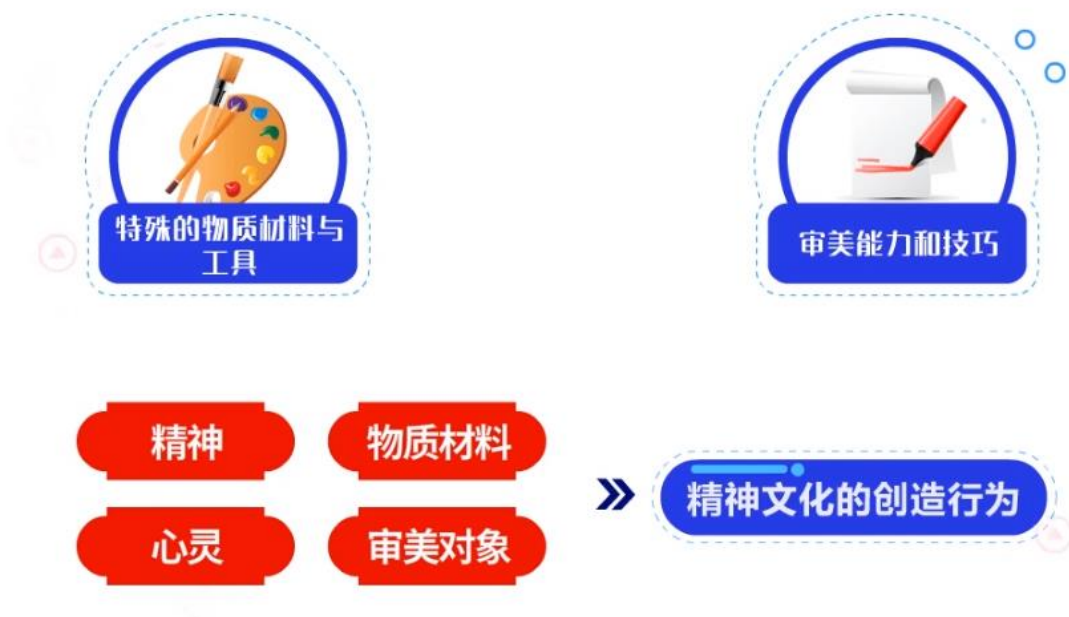 特殊的物质材料与
工具
审美能力和技巧
精神
物质材料
心灵
审美对象
精神文化的创造行为